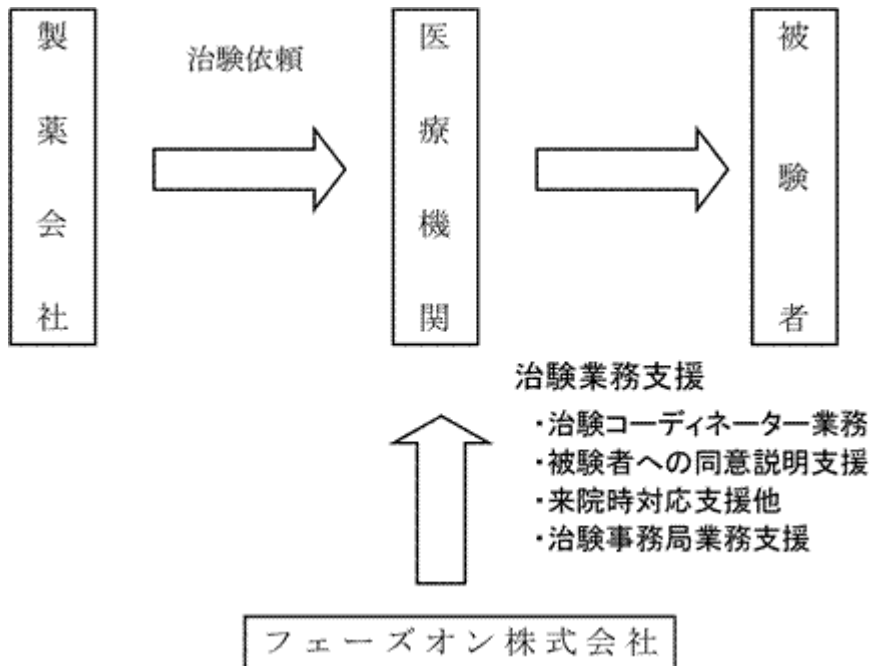 製薬会社
治験依頼
医療機関
被験者
治験業務支援
・治験コーディネーター業務
・被験者への同意説明支援
・来院時対応支援他
・治験事務局業務支援
フェーズオン株式会社